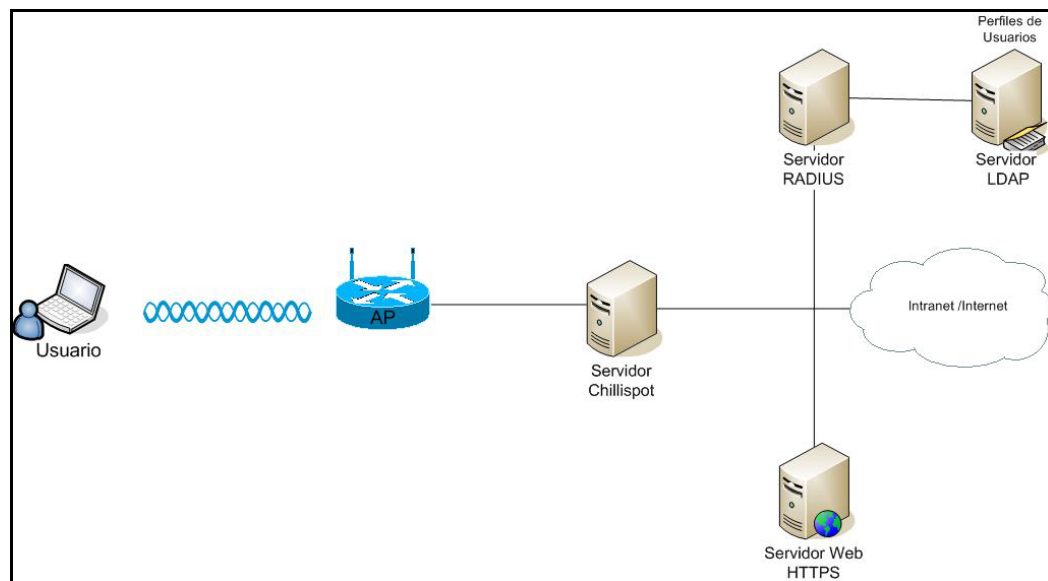 Perfiles de
Usuarios
Servidor
RADIUS
Servidor
LDAP
Usuario
AP
Servidor
Chillispot
Intranet /Internet
Servidor Web
HTTPS